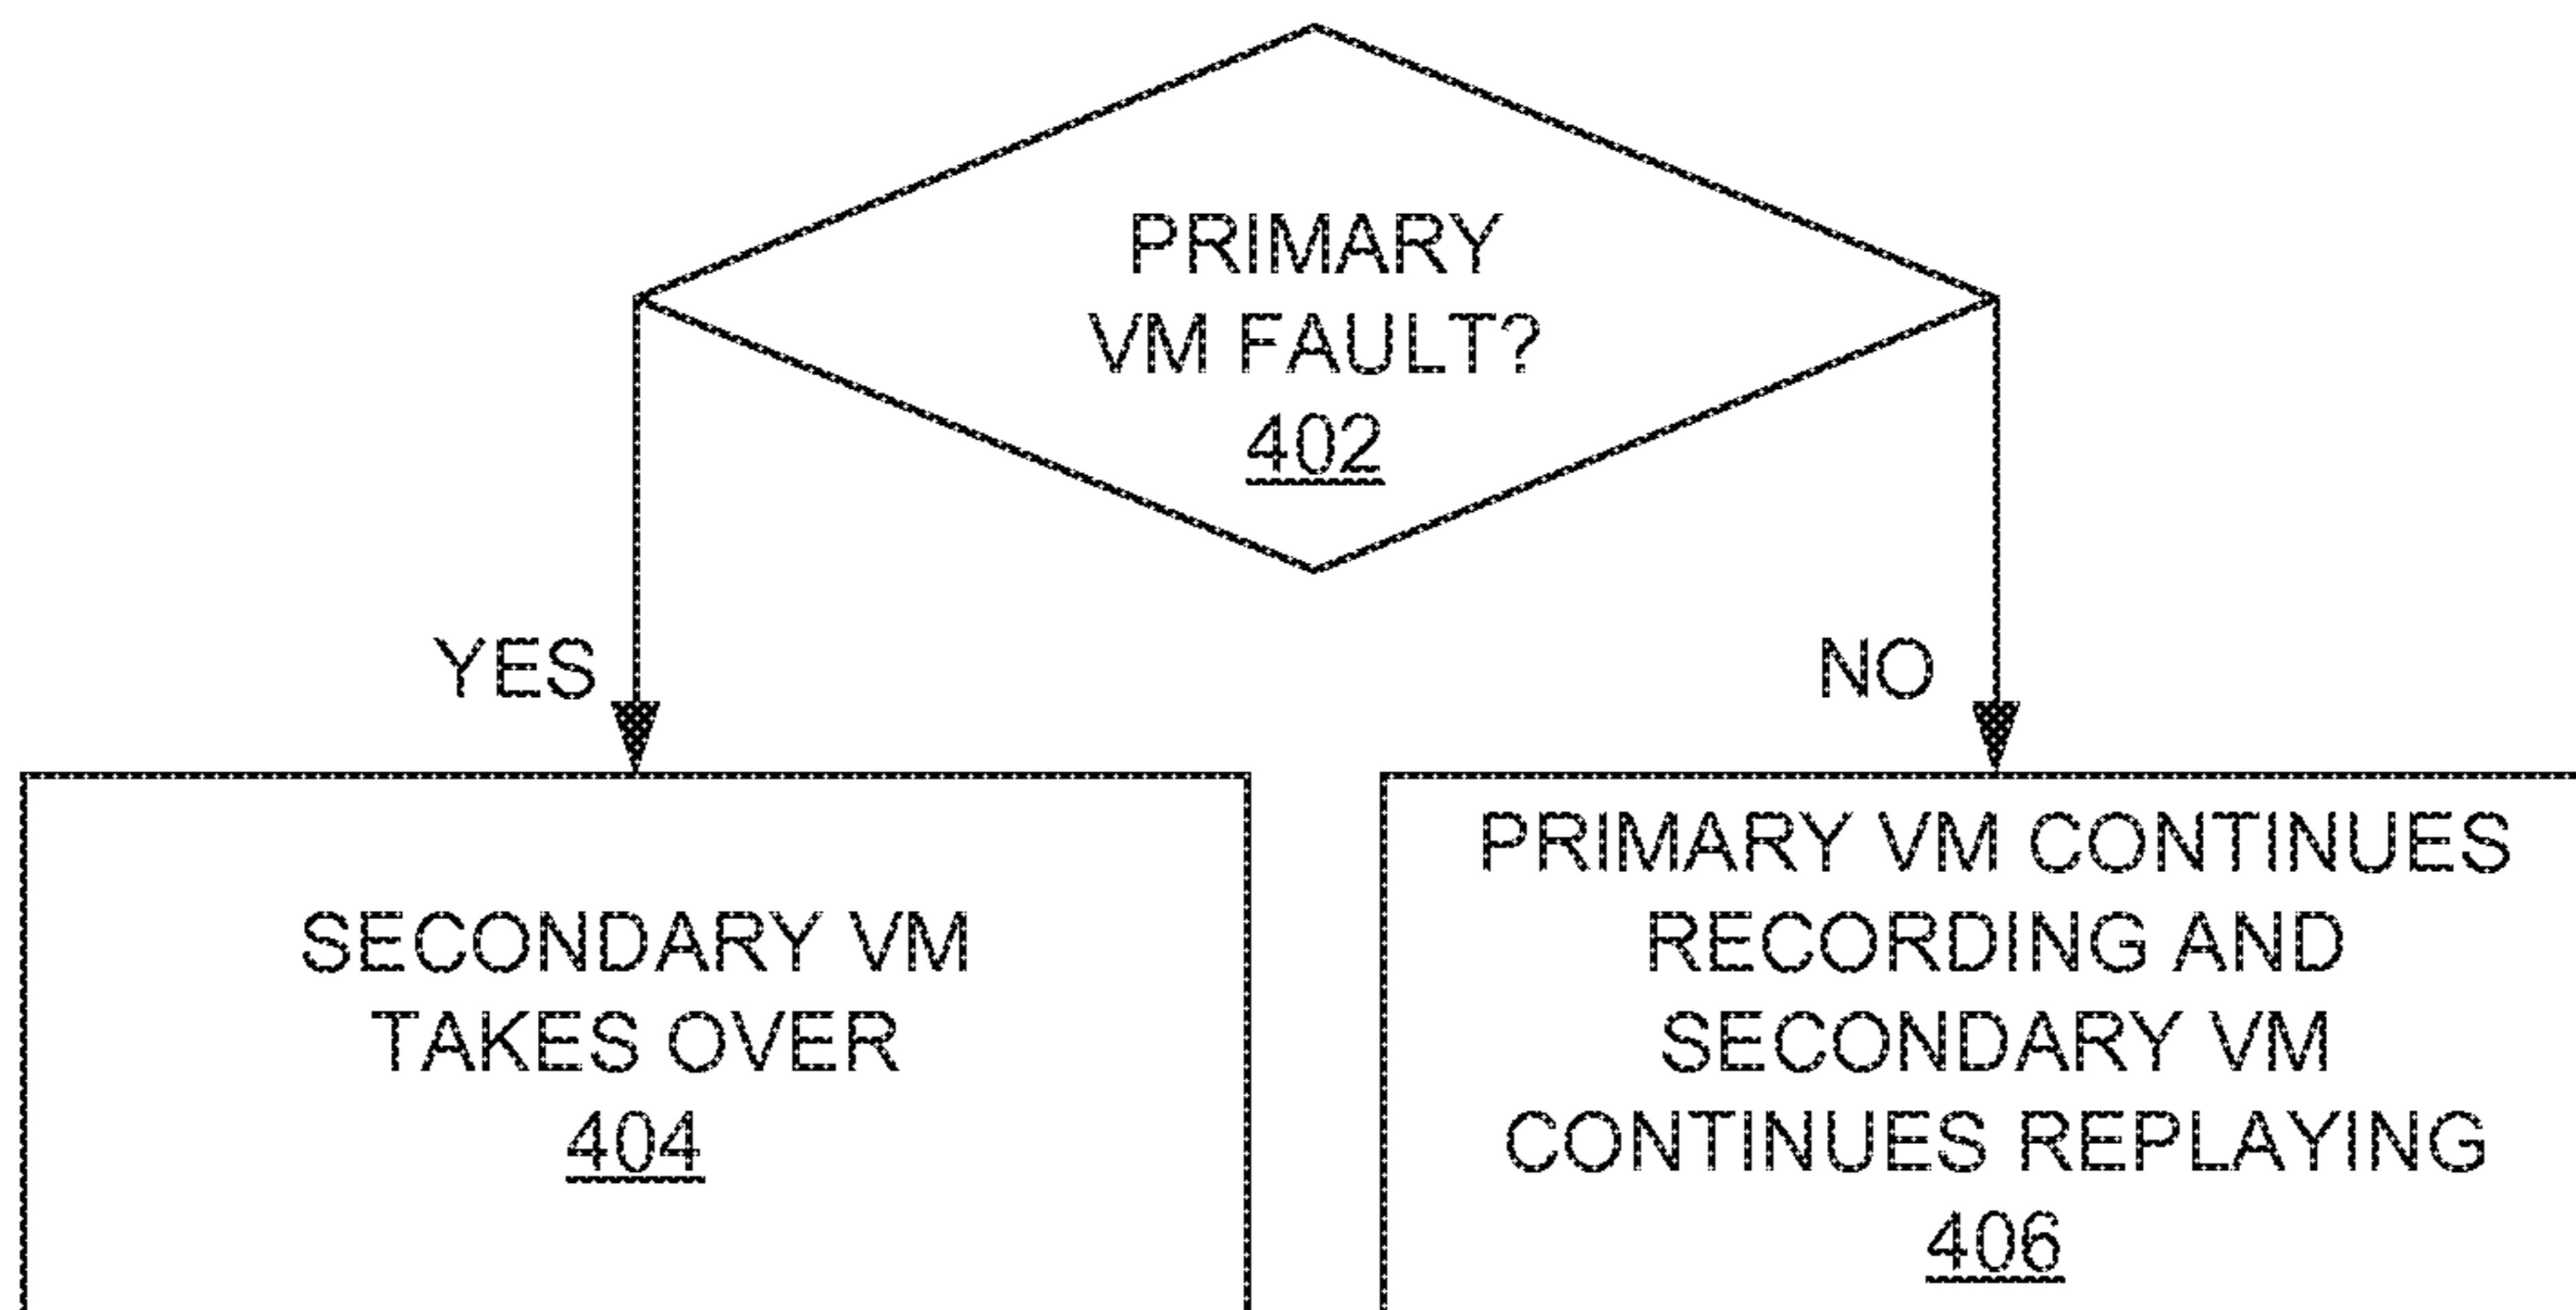 PRIMARY
VM FAULT?
402
YES
NO
SECONDARY VM
TAKES OVER
404
PRIMARY VM CONTINUES
RECORDING AND
SECONDARY VM
CONTINUES REPLAYING
406